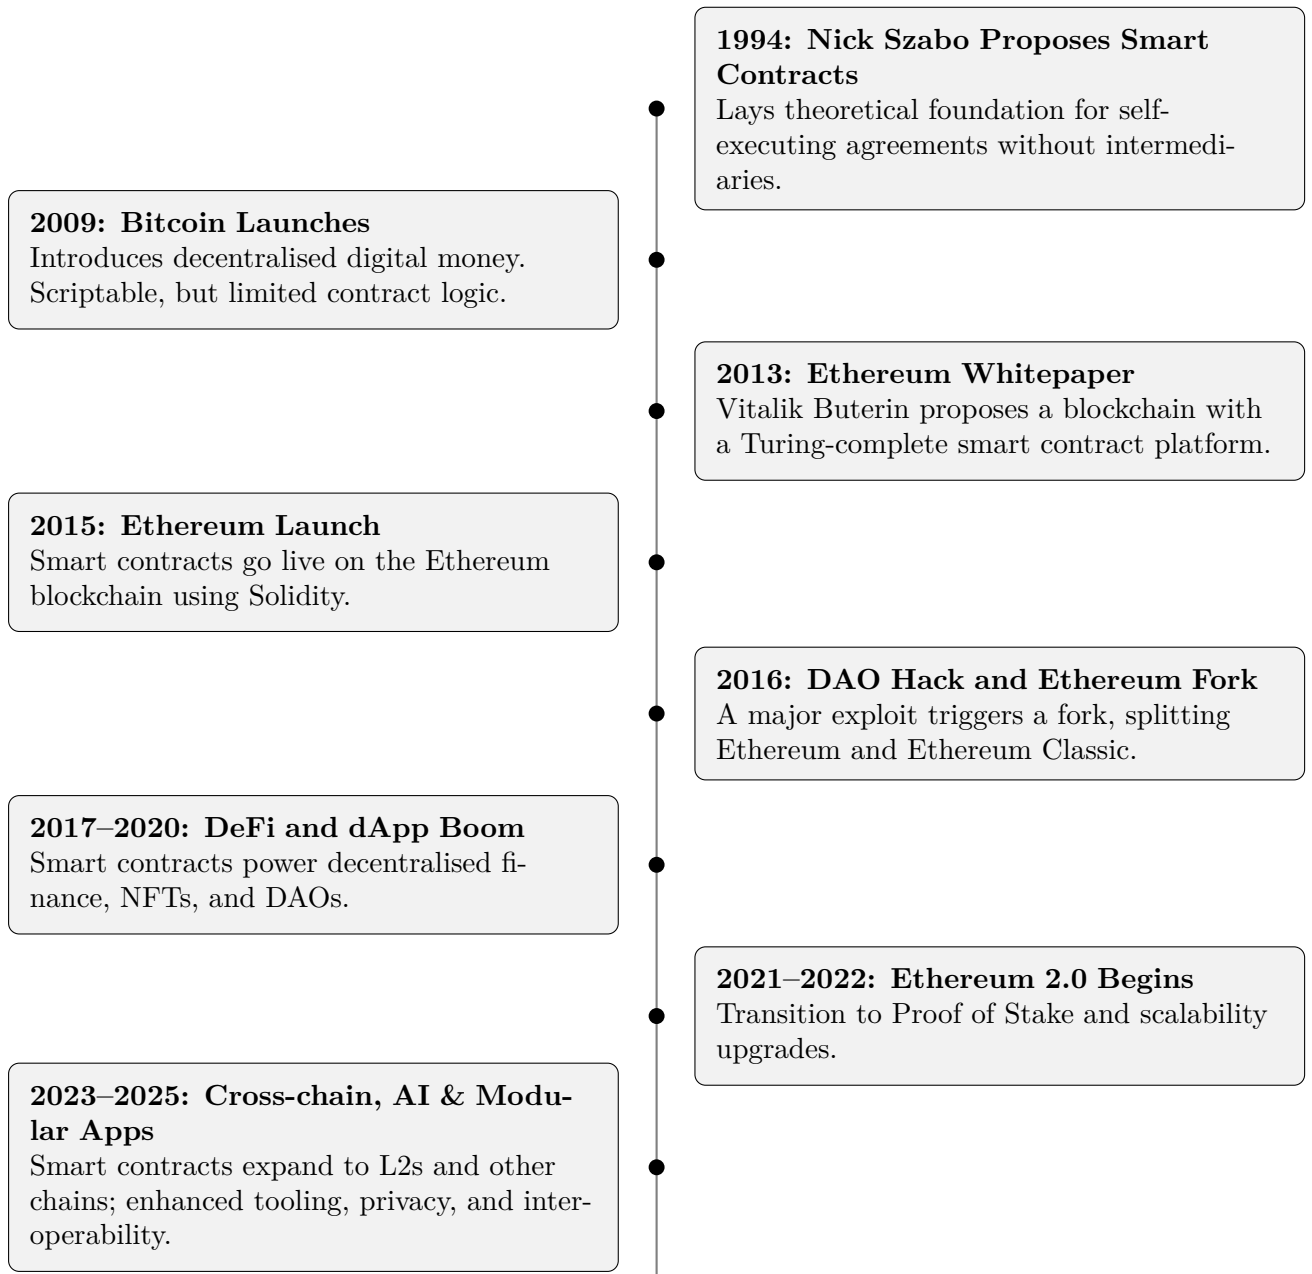 1994: Nick Szabo Proposes Smart
Contracts
Lays theoretical foundation for self-
executing agreements without intermedi-
aries.
2009: Bitcoin Launches
Introduces decentralised digital money.
Scriptable, but limited contract logic.
2013: Ethereum Whitepaper
Vitalik Buterin proposes a blockchain with
a Turing-complete smart contract platform.
2015: Ethereum Launch
Smart contracts go live on the Ethereum
blockchain using Solidity.
2016: DAO Hack and Ethereum Fork
A major exploit triggers a fork, splitting
Ethereum and Ethereum Classic.
2017–2020: DeFi and dApp Boom
Smart contracts power decentralised fi-
nance, NFTs, and DAOs.
2021–2022: Ethereum 2.0 Begins
Transition to Proof of Stake and scalability
upgrades.
2023–2025: Cross-chain, AI & Modu-
lar Apps
Smart contracts expand to L2s and other
chains; enhanced tooling, privacy, and inter-
operability.